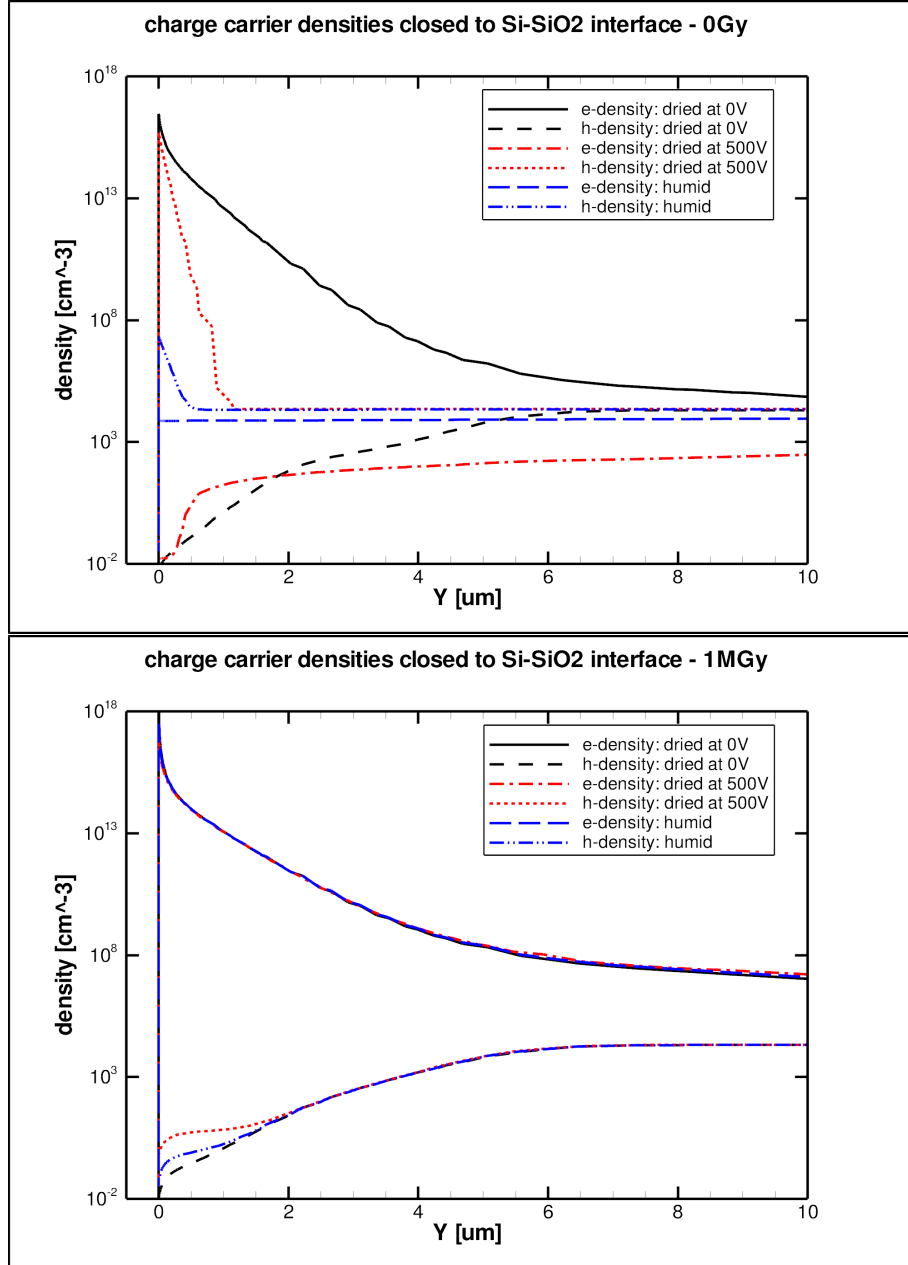 charge carrier densities closed to Si-SiO2 interface - 0Gy
10^18
10^13
10^8
10^3
10^-2
density [cm^-3]
e-density: dried at 0V
h-density: dried at 0V
e-density: dried at 500V
h-density: dried at 500V
e-density: humid
h-density: humid
0 2 4 6 8 10
Y [um]
charge carrier densities closed to Si-SiO2 interface - 1MGy
10^18
10^13
10^8
10^3
10^-2
density [cm^-3]
e-density: dried at 0V
h-density: dried at 0V
e-density: dried at 500V
h-density: dried at 500V
e-density: humid
h-density: humid
0 2 4 6 8 10
Y [um]